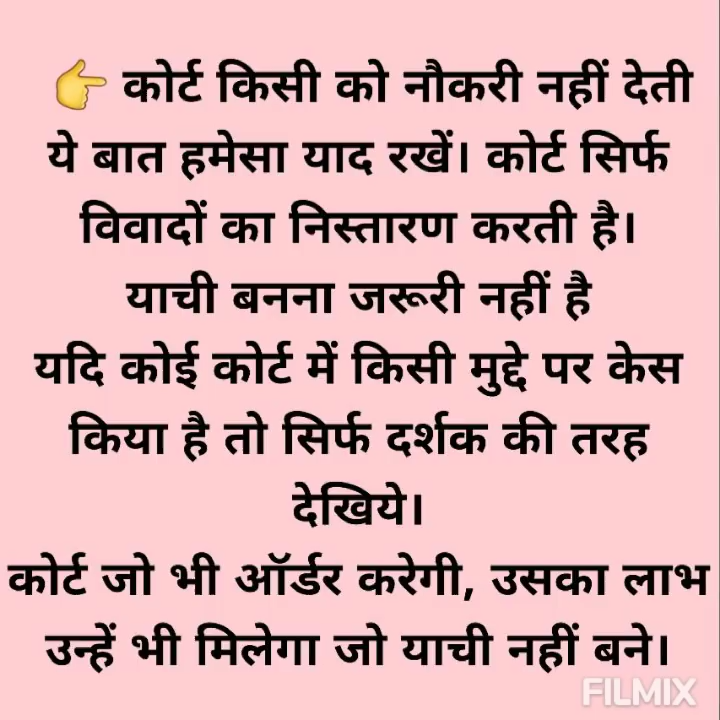 👉 कोर्ट किसी को नौकरी नहीं देती
ये बात हमेसा याद रखें। कोर्ट सिर्फ
विवादों का निस्तारण करती है।
याची बनना जरूरी नहीं है
यदि कोई कोर्ट में किसी मुद्दे पर केस
किया है तो सिर्फ दर्शक की तरह
देखिये।
कोर्ट जो भी ऑर्डर करेगी, उसका लाभ
उन्हें भी मिलेगा जो याची नहीं बने।
FILMIX